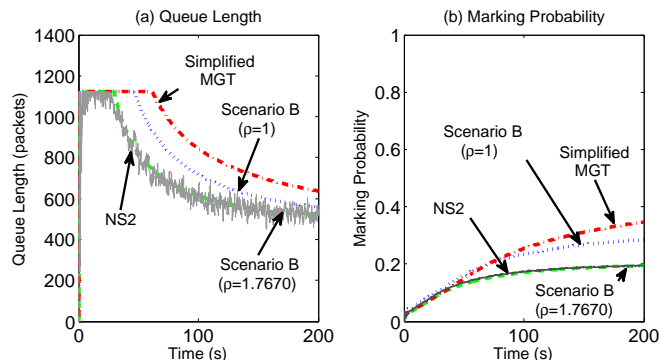 (a) Queue Length
1400
1200
1000
800
600
400
200
0
0
100
200
Queue Length (packets)
Time (s)
Simplified
MGT
Scenario B
(ρ=1)
NS2
Scenario B
(ρ=1.7670)
(b) Marking Probability
1
0.8
0.6
0.4
0.2
0
0
100
200
Marking Probability
Time (s)
Scenario B
(ρ=1)
Simplified
MGT
NS2
Scenario B
(ρ=1.7670)